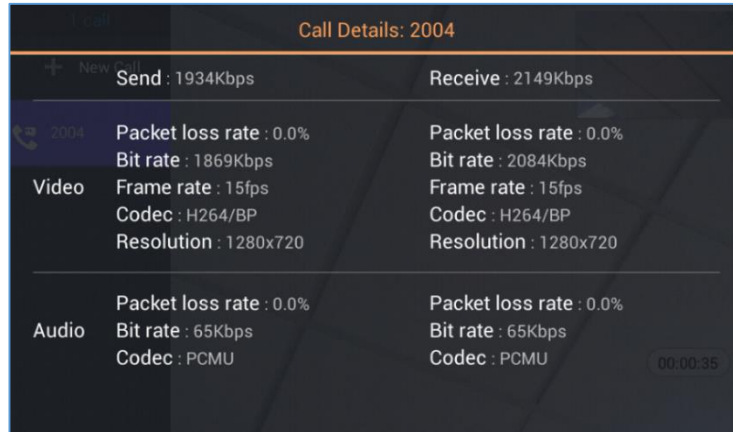 1 call
Call Details: 2004
+ New Call
Send : 1934Kbps Receive : 2149Kbps
2004
Video
Packet loss rate : 0.0% Packet loss rate : 0.0%
Bit rate : 1869Kbps Bit rate : 2084Kbps
Frame rate : 15fps Frame rate : 15fps
Codec : H264/BP Codec : H264/BP
Resolution : 1280x720 Resolution : 1280x720
Audio
Packet loss rate : 0.0% Packet loss rate : 0.0%
Bit rate : 65Kbps Bit rate : 65Kbps
Codec : PCMU Codec : PCMU
00:00:35